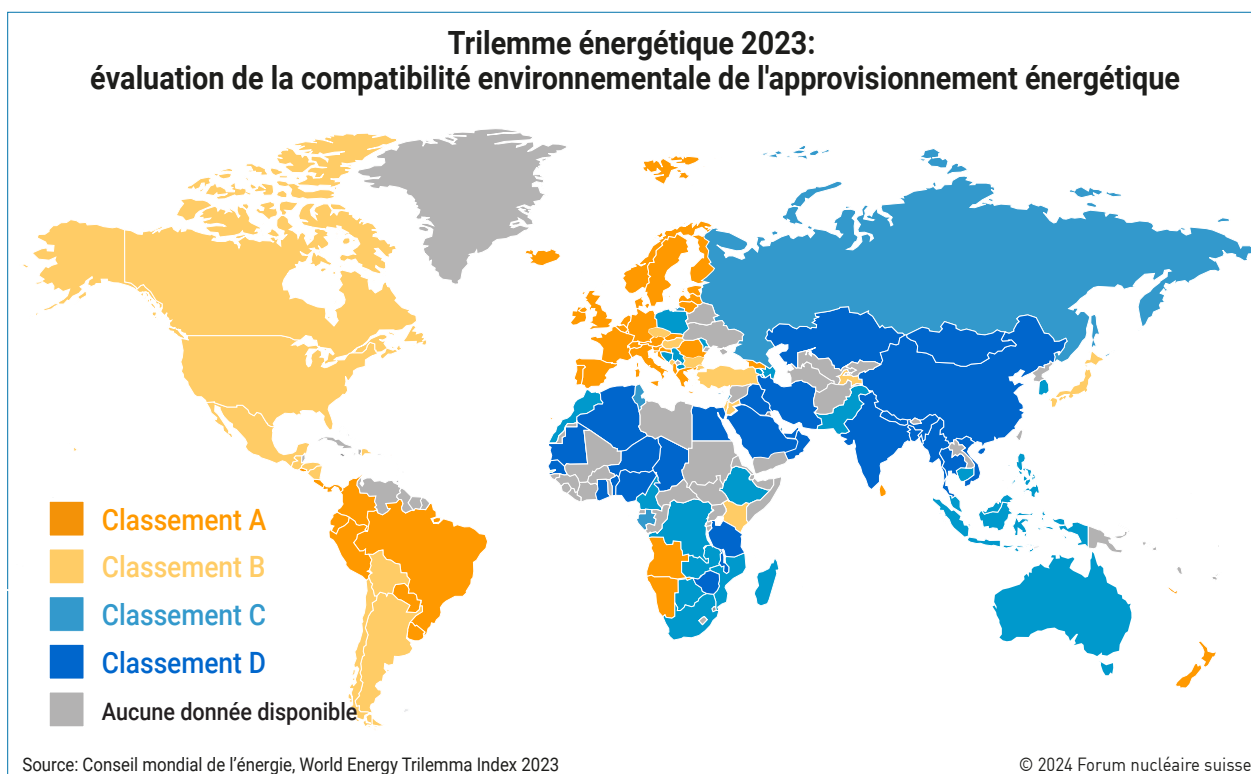 Trilemme énergétique 2023:
évaluation de la compatibilité environnementale de l'approvisionnement énergétique
Classement A
Classement B
Classement C
Classement D
Aucune donnée disponible
Source: Conseil mondial de l’énergie, World Energy Trilemma Index 2023
© 2024 Forum nucléaire suisse